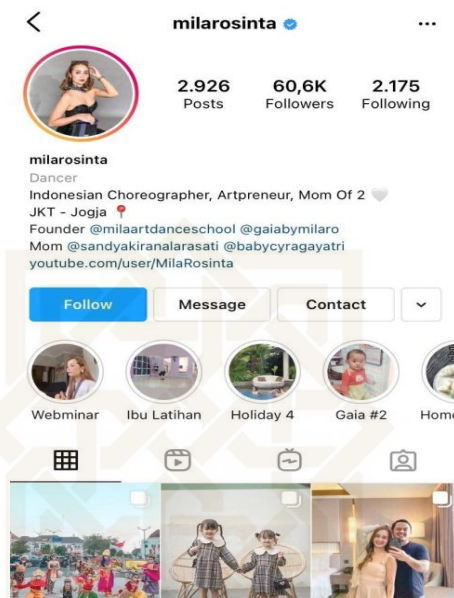 milarosinta
2.926 60,6K 2.175
Posts Followers Following
milarosinta
Dancer
Indonesian Choreographer, Artpreneur, Mom Of 2 🤍
JKT - Jogja 📍
Founder @milaartdanceschool @gaiabymilaro
Mom @sandyakiranalarasati @babycyragayatri
youtube.com/user/MilaRosinta
Follow Message Contact
Webminar Ibu Latihan Holiday 4 Gaia #2 Home